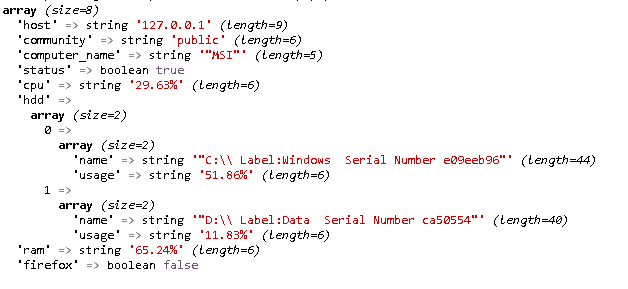 array (size=8)
'host' => string '127.0.0.1' (length=9)
'community' => string 'public' (length=6)
'computer_name' => string '"MSI"' (length=5)
'status' => boolean true
'cpu' => string '29.63%' (length=6)
'hdd' =>
array (size=2)
0 =>
array (size=2)
'name' => string '"C:\\ Label:Windows  Serial Number e09eeb96"' (length=44)
'usage' => string '51.86%' (length=6)
1 =>
array (size=2)
'name' => string '"D:\\ Label:Data  Serial Number ca50554"' (length=40)
'usage' => string '11.83%' (length=6)
'ram' => string '65.24%' (length=6)
'firefox' => boolean false